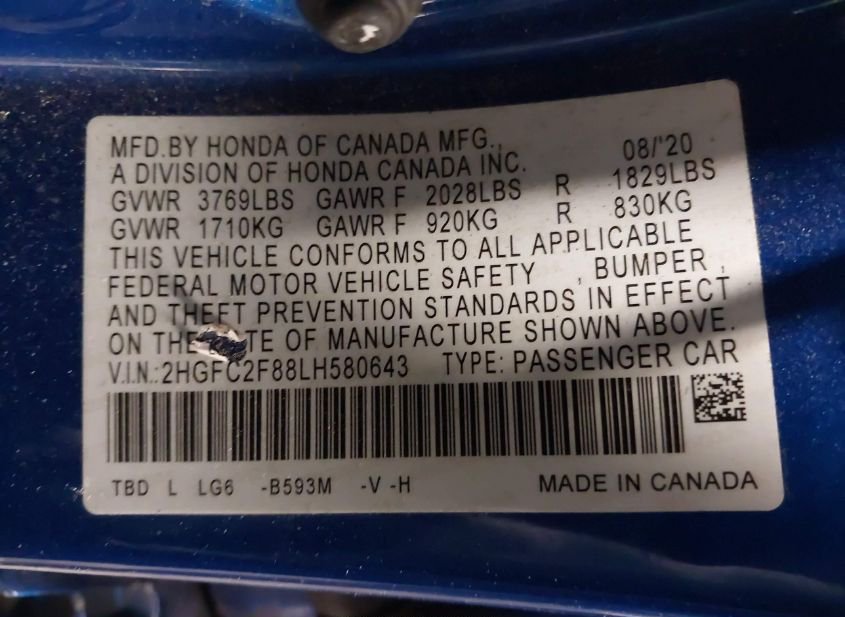 MFD.BY HONDA OF CANADA MFG., 08/'20
A DIVISION OF HONDA CANADA INC.
GVWR 3769LBS GAWR F 2028LBS R 1829LBS
GVWR 1710KG GAWR F 920KG R 830KG
THIS VEHICLE CONFORMS TO ALL APPLICABLE
FEDERAL MOTOR VEHICLE SAFETY , BUMPER ,
AND THEFT PREVENTION STANDARDS IN EFFECT
ON THE OF MANUFACTURE SHOWN ABOVE.
V.I.N.:2HGFC2F88LH580643 TYPE: PASSENGER CAR
TBD L LG6 -B593M -V -H MADE IN CANADA